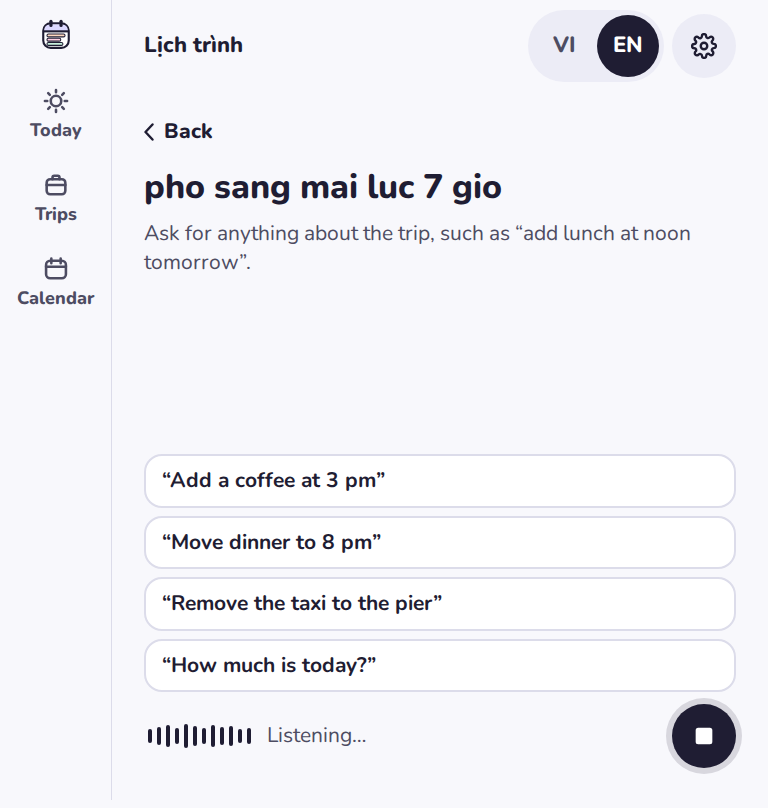 Lịch trình
VI
EN
Today
Trips
Calendar
Back
pho sang mai luc 7 gio
Ask for anything about the trip, such as “add lunch at noon
tomorrow”.
“Add a coffee at 3 pm”
“Move dinner to 8 pm”
“Remove the taxi to the pier”
“How much is today?”
Listening...